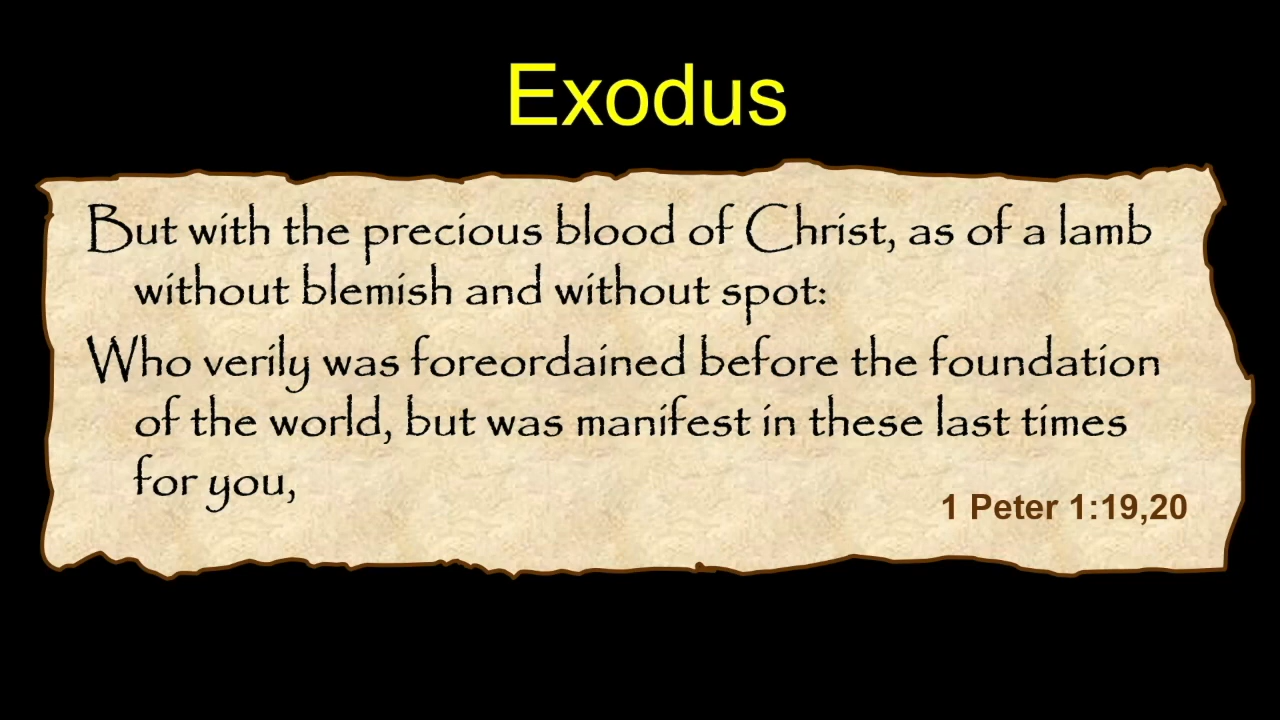 Exodus
But with the precious blood of Christ, as of a lamb
without blemish and without spot:
Who verily was foreordained before the foundation
of the world, but was manifest in these last times
for you,
1 Peter 1:19,20